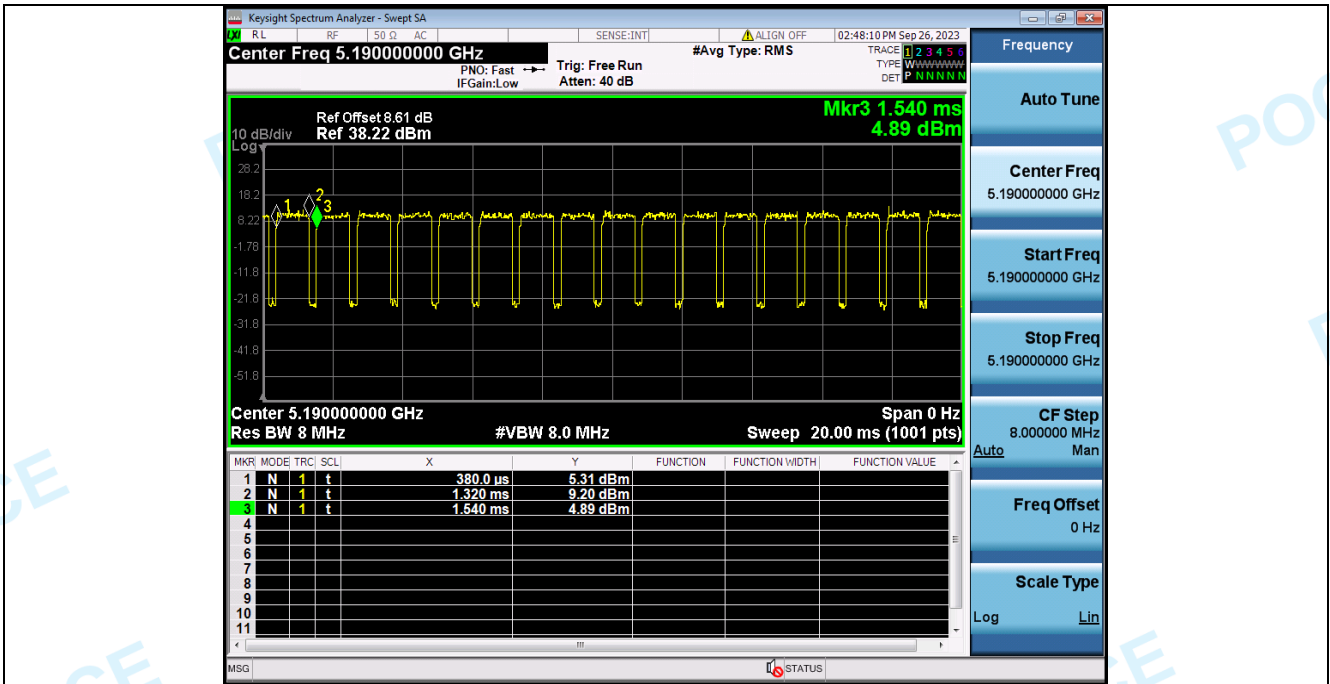 Keysight Spectrum Analyzer - Swept SA
LXI RL RF 50 Ω AC SENSE:INT ALIGN OFF 02:48:10 PM Sep 26, 2023
Center Freq 5.190000000 GHz #Avg Type: RMS TRACE 1 2 3 4 5 6
PNO: Fast Trig: Free Run TYPE WWWWWW
IFGain:Low Atten: 40 dB DET P N N N N N
Frequency
Mkr3 1.540 ms
4.89 dBm
Ref Offset 8.61 dB
10 dB/div Ref 38.22 dBm
Log
28.2
18.2
8.22
-1.78
-11.8
-21.8
-31.8
-41.8
-51.8
1
2
3
Center 5.190000000 GHz Span 0 Hz
Res BW 8 MHz #VBW 8.0 MHz Sweep 20.00 ms (1001 pts)
MKR MODE TRC SCL X Y FUNCTION FUNCTION WIDTH FUNCTION VALUE
1 N 1 t 380.0 µs 5.31 dBm
2 N 1 t 1.320 ms 9.20 dBm
3 N 1 t 1.540 ms 4.89 dBm
4
5
6
7
8
9
10
11
MSG STATUS
Auto Tune
Center Freq
5.190000000 GHz
Start Freq
5.190000000 GHz
Stop Freq
5.190000000 GHz
CF Step
8.000000 MHz
Auto Man
Freq Offset
0 Hz
Scale Type
Log Lin